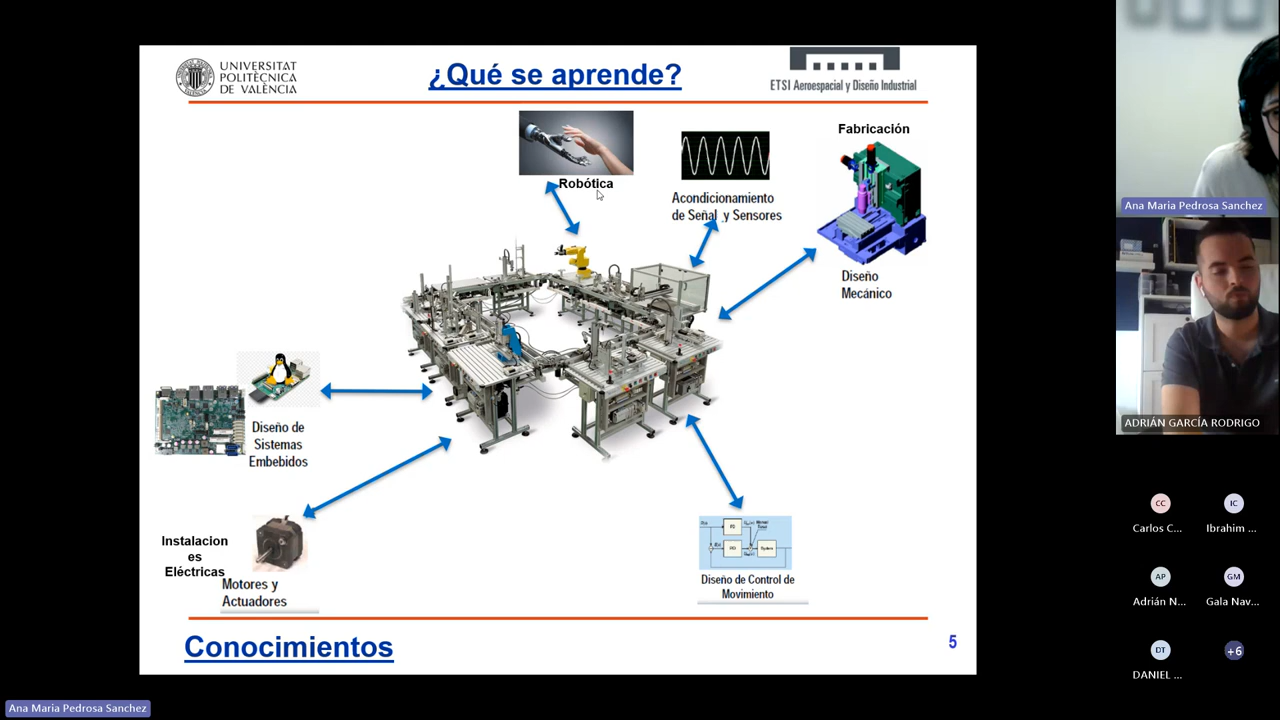 UNIVERSITAT
POLITÈCNICA
DE VALÈNCIA
¿Qué se aprende?
ETSI Aeroespacial y Diseño Industrial
Robótica
Acondicionamiento
de Señal y Sensores
Fabricación
Diseño
Mecánico
Diseño de
Sistemas
Embebidos
Instalacion
es
Eléctricas
Motores y
Actuadores
Diseño de Control de
Movimiento
Conocimientos
5
Ana Maria Pedrosa Sanchez
ADRIÁN GARCÍA RODRIGO
CC
Carlos C...
IC
Ibrahim ...
AP
Adrián N...
GM
Gala Nav...
DT
DANIEL ...
+6
Ana Maria Pedrosa Sanchez